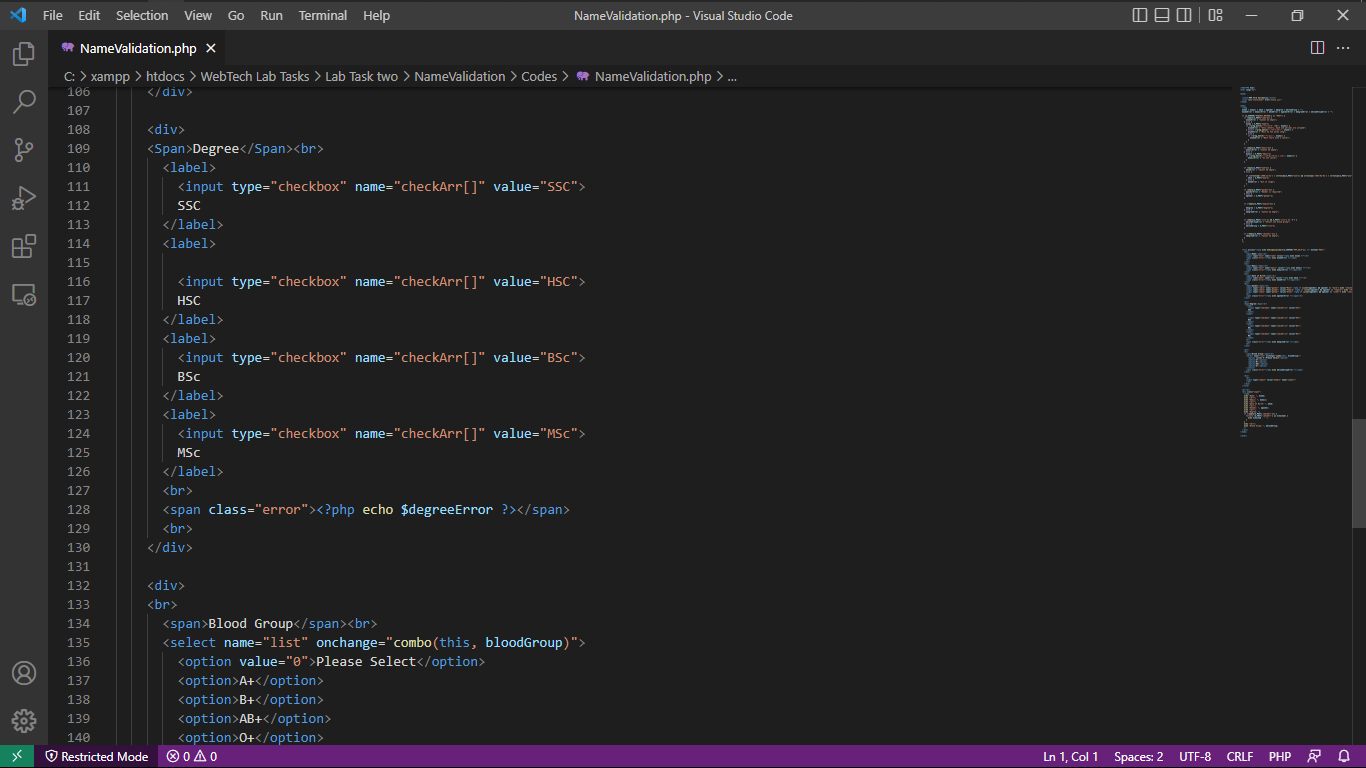 File Edit Selection View Go Run Terminal Help NameValidation.php - Visual Studio Code
NameValidation.php
C: > xampp > htdocs > WebTech Lab Tasks > Lab Task two > NameValidation > Codes > NameValidation.php > ...
106 </div>
107
108 <div>
109 <Span>Degree</Span><br>
110 <label>
111 <input type="checkbox" name="checkArr[]" value="SSC">
112 SSC
113 </label>
114 <label>
115
116 <input type="checkbox" name="checkArr[]" value="HSC">
117 HSC
118 </label>
119 <label>
120 <input type="checkbox" name="checkArr[]" value="BSc">
121 BSc
122 </label>
123 <label>
124 <input type="checkbox" name="checkArr[]" value="MSc">
125 MSc
126 </label>
127 <br>
128 <span class="error"><?php echo $degreeError ?></span>
129 <br>
130 </div>
131
132 <div>
133 <br>
134 <span>Blood Group</span><br>
135 <select name="list" onchange="combo(this, bloodGroup)">
136 <option value="0">Please Select</option>
137 <option>A+</option>
138 <option>B+</option>
139 <option>AB+</option>
140 <option>O+</option>
Restricted Mode 0 0 Ln 1, Col 1 Spaces: 2 UTF-8 CRLF PHP